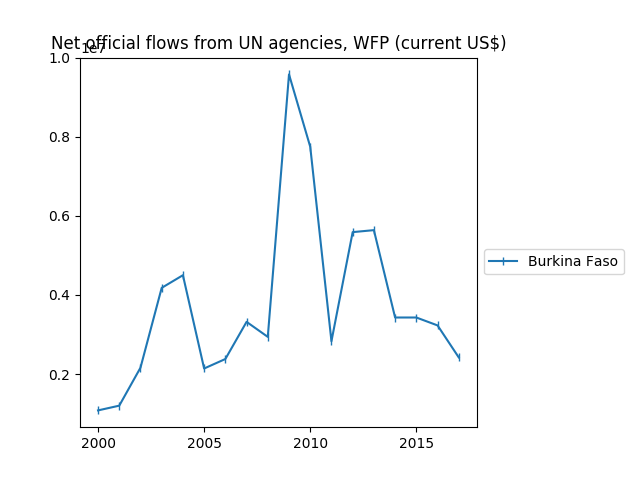 Net official flows from UN agencies, WFP (current US$)
1e7
1.0
0.8
0.6
0.4
0.2
2000 2005 2010 2015
Burkina Faso